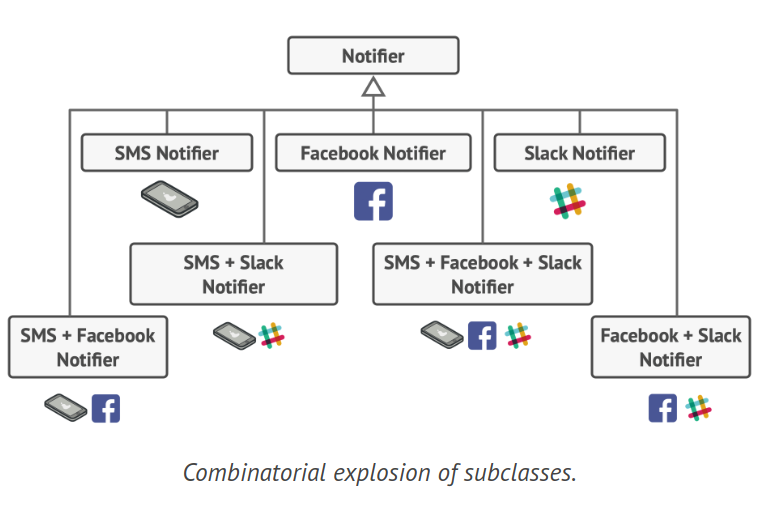 Notifier
SMS Notifier
Facebook Notifier
Slack Notifier
SMS + Slack
Notifier
SMS + Facebook + Slack
Notifier
SMS + Facebook
Notifier
Facebook + Slack
Notifier
Combinatorial explosion of subclasses.